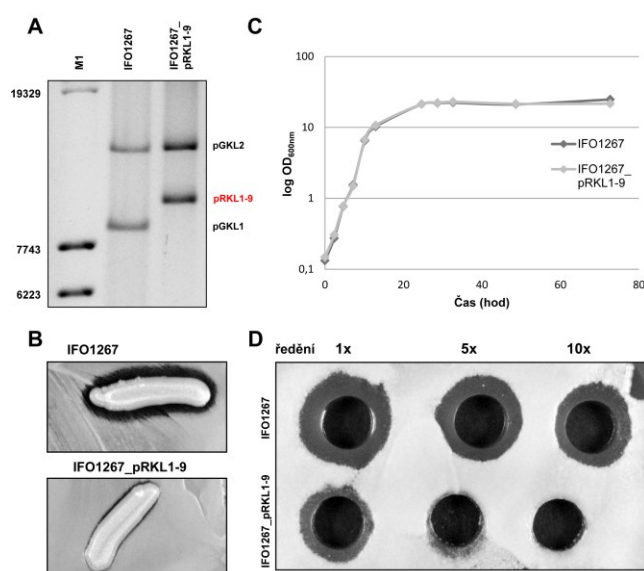 A
M1
IFO1267
IFO1267_
pRKL1-9
19329
7743
6223
pGKL2
pRKL1-9
pGKL1
C
100
10
1
0,1
log OD600nm
0
20
40
60
80
Čas (hod)
IFO1267
IFO1267_
pRKL1-9
B
IFO1267
IFO1267_pRKL1-9
D
ředění 1x 5x 10x
IFO1267
IFO1267_pRKL1-9